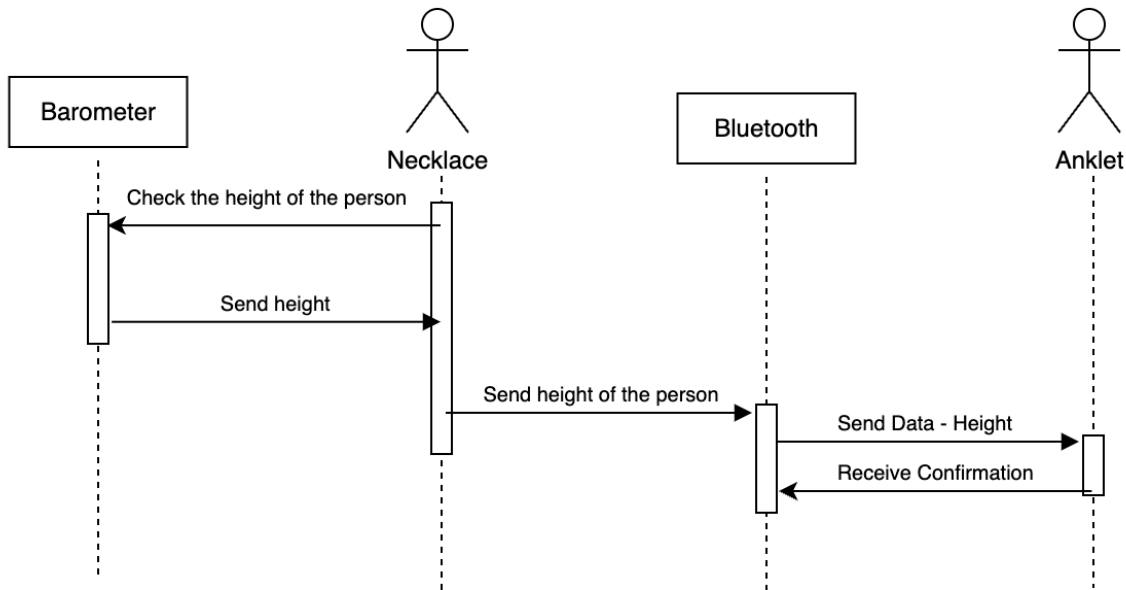 Barometer
Necklace
Bluetooth
Anklet
Check the height of the person
Send height
Send height of the person
Send Data - Height
Receive Confirmation